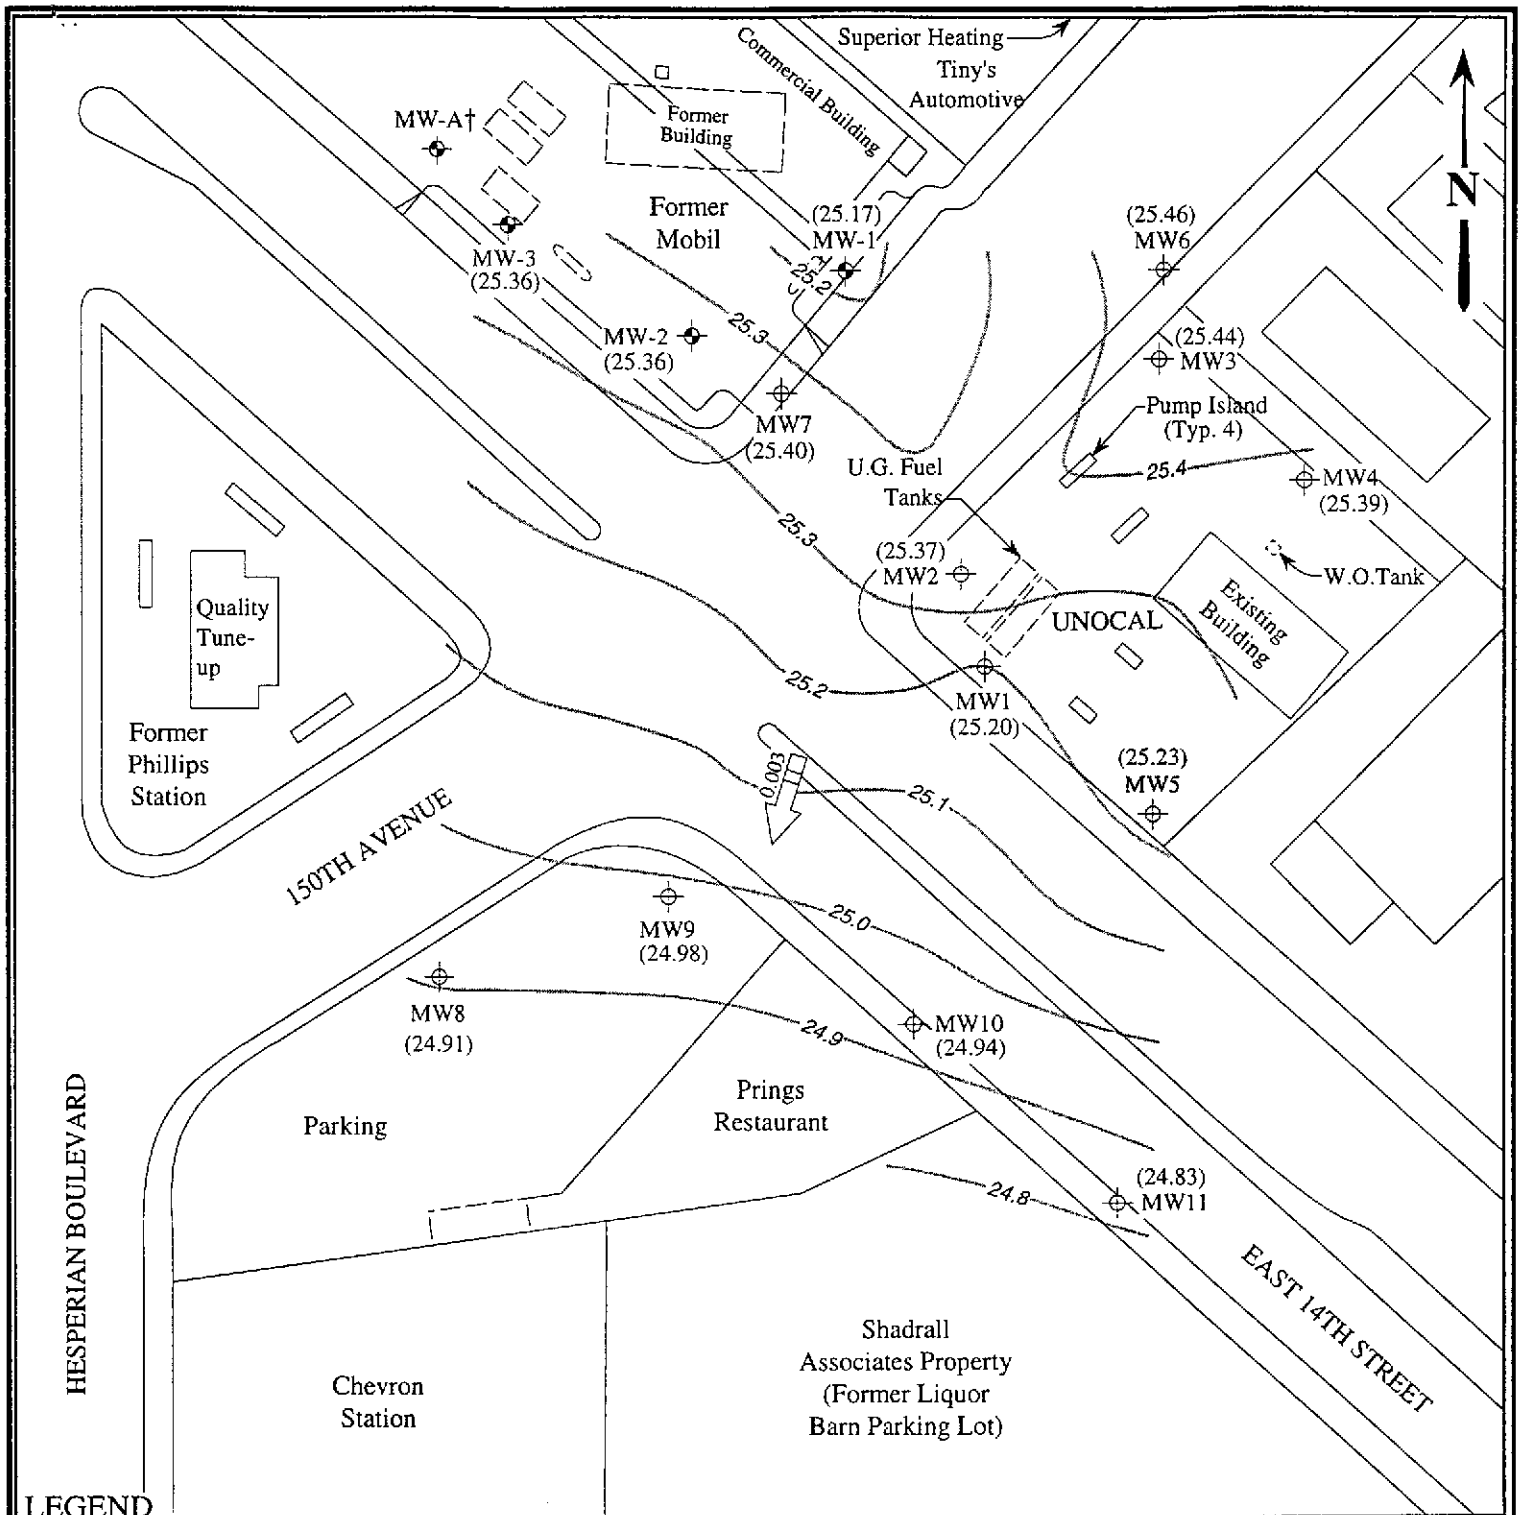 Superior Heating
Tiny's
Automotive
Commercial Building
Former
Building
MW-A†
N
Former
Mobil
(25.17)
MW-1
(25.46)
MW6
MW-3
(25.36)
25.2
25.3
MW-2
(25.36)
(25.44)
MW3
Pump Island
(Typ. 4)
MW7
(25.40)
U.G. Fuel
Tanks
25.4
MW4
(25.39)
25.3
(25.37)
MW2
W.O.Tank
Existing
Building
UNOCAL
Quality
Tune-
up
25.2
MW1
(25.20)
Former
Phillips
Station
(25.23)
MW5
0.003
25.1
150TH AVENUE
25.0
MW9
(24.98)
MW8
(24.91)
24.9
MW10
(24.94)
Prings
Restaurant
Parking
HESPERIAN BOULEVARD
24.8
(24.83)
MW11
EAST 14TH STREET
Shadrall
Associates Property
(Former Liquor
Barn Parking Lot)
Chevron
Station
LEGEND